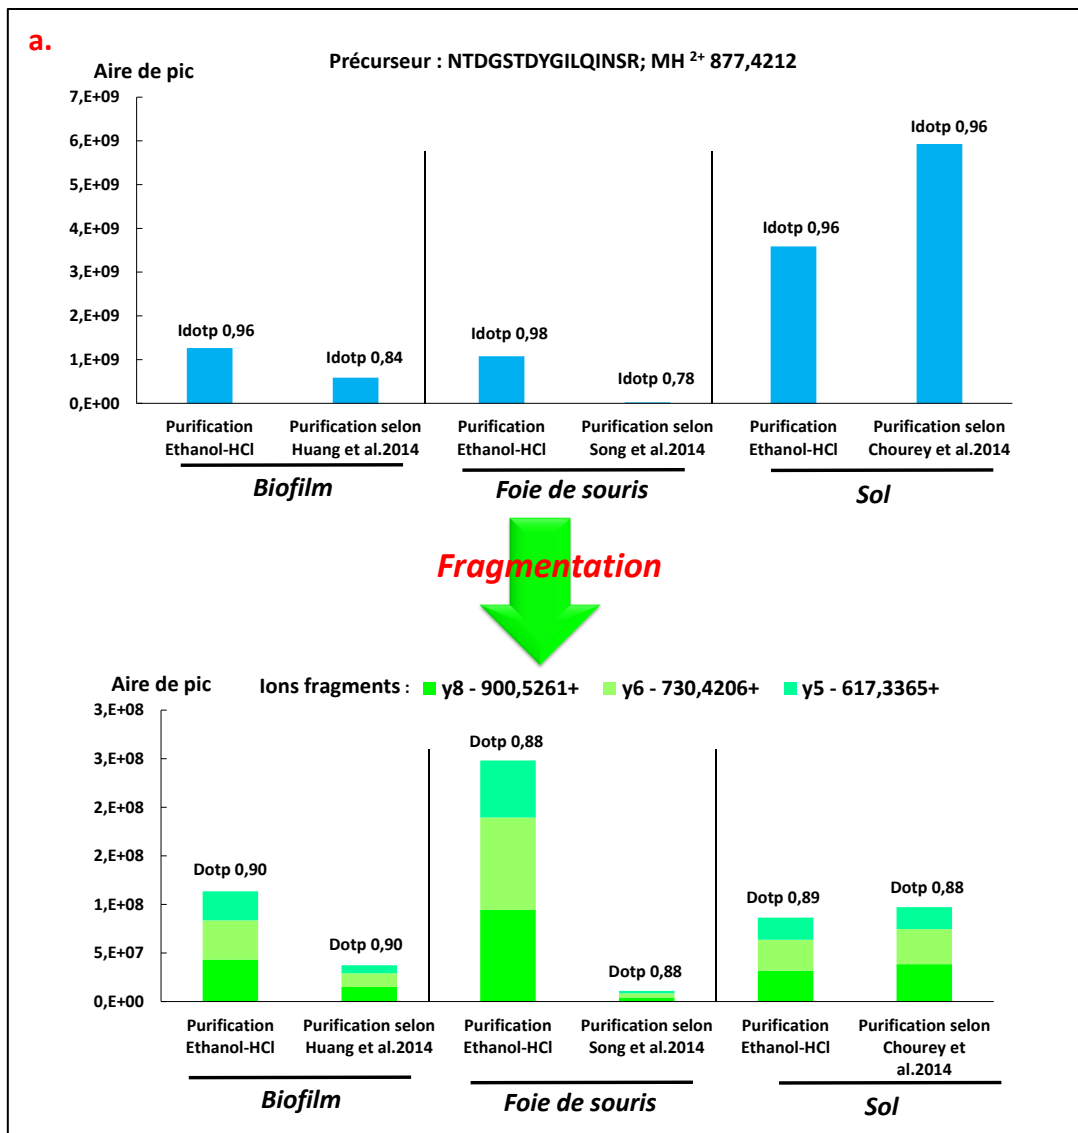 a.
Précurseur : NTDGSTDYGILQINSR; MH 2+ 877,4212
Aire de pic
7,E+09
6,E+09
5,E+09
4,E+09
3,E+09
2,E+09
1,E+09
0,E+00
Idotp 0,96
Idotp 0,84
Idotp 0,98
Idotp 0,78
Idotp 0,96
Idotp 0,96
Purification
Ethanol-HCl
Purification selon
Huang et al.2014
Purification
Ethanol-HCl
Purification selon
Song et al.2014
Purification
Ethanol-HCl
Purification selon
Chourey et al.2014
Biofilm
Foie de souris
Sol
Fragmentation
Aire de pic
Ions fragments : y8 - 900,5261+ y6 - 730,4206+ y5 - 617,3365+
3,E+08
3,E+08
2,E+08
2,E+08
1,E+08
5,E+07
0,E+00
Dotp 0,90
Dotp 0,90
Dotp 0,88
Dotp 0,88
Dotp 0,89
Dotp 0,88
Purification
Ethanol-HCl
Purification selon
Huang et al.2014
Purification
Ethanol-HCl
Purification selon
Song et al.2014
Purification
Ethanol-HCl
Purification selon
Chourey et
al.2014
Biofilm
Foie de souris
Sol